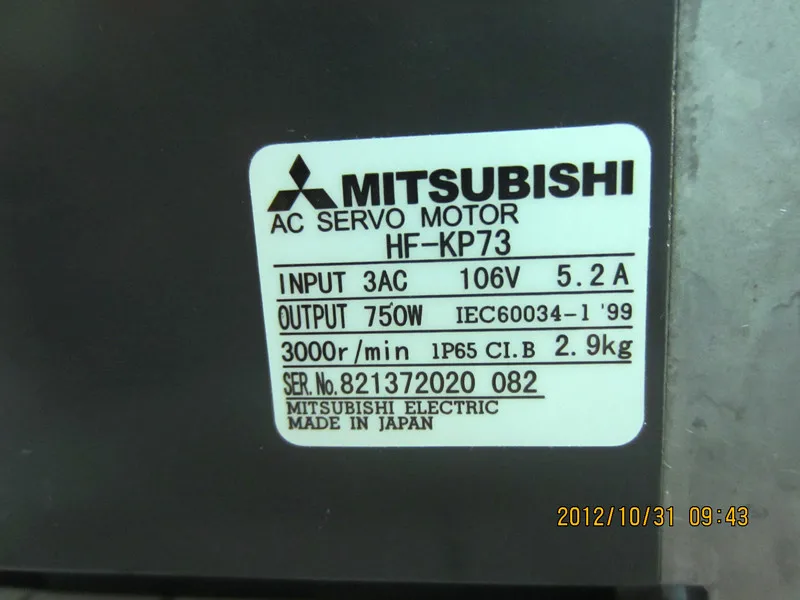 MITSUBISHI
AC SERVO MOTOR
HF-KP73
INPUT 3AC 106V 5.2A
OUTPUT 750W IEC60034-1 '99
3000r/min IP65 CI.B 2.9kg
SER.No.821372020 082
MITSUBISHI ELECTRIC
MADE IN JAPAN
2012/10/31 09:43